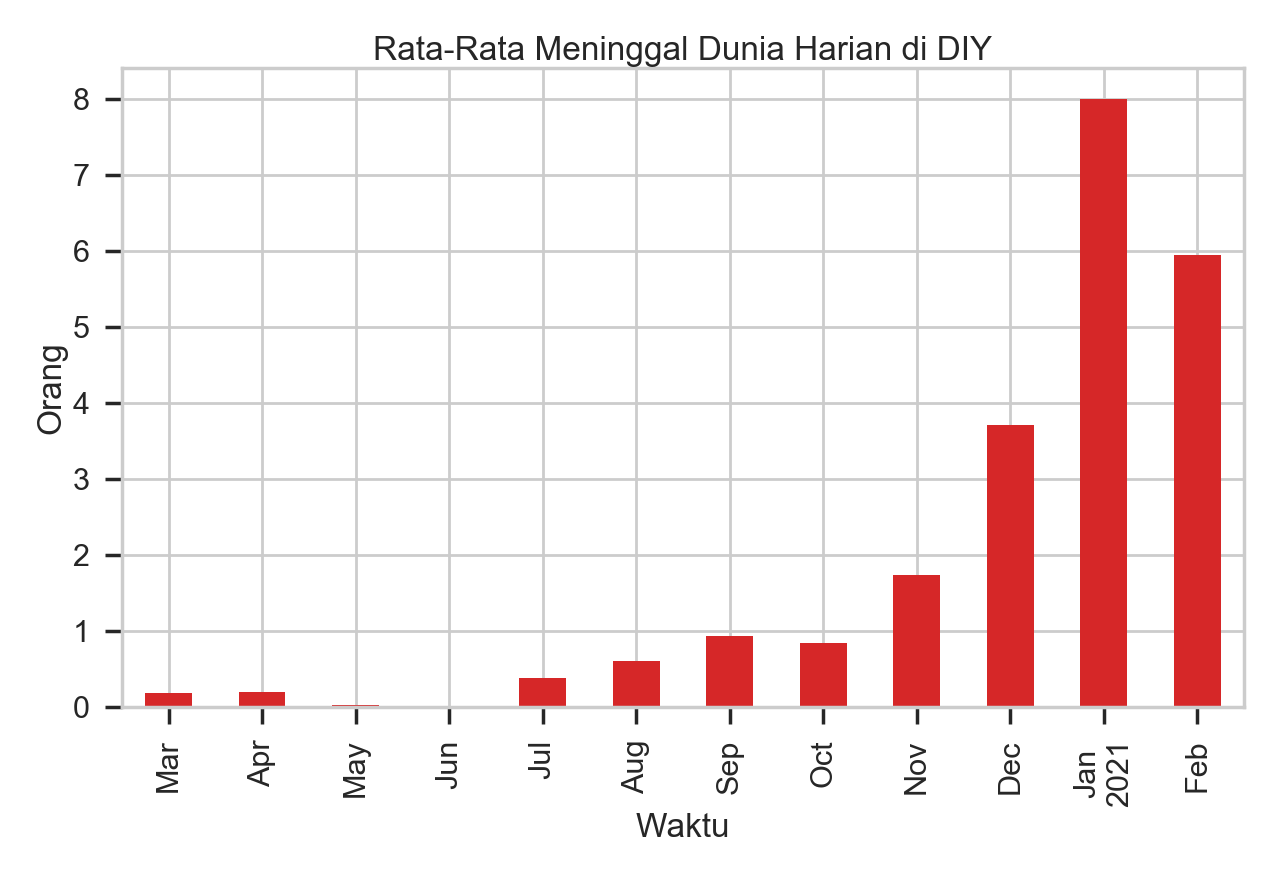 Rata-Rata Meninggal Dunia Harian di DIY
8
7
6
5
4
3
2
1
0
Orang
Mar
Apr
May
Jun
Jul
Aug
Sep
Oct
Nov
Dec
Jan
2021
Feb
Waktu